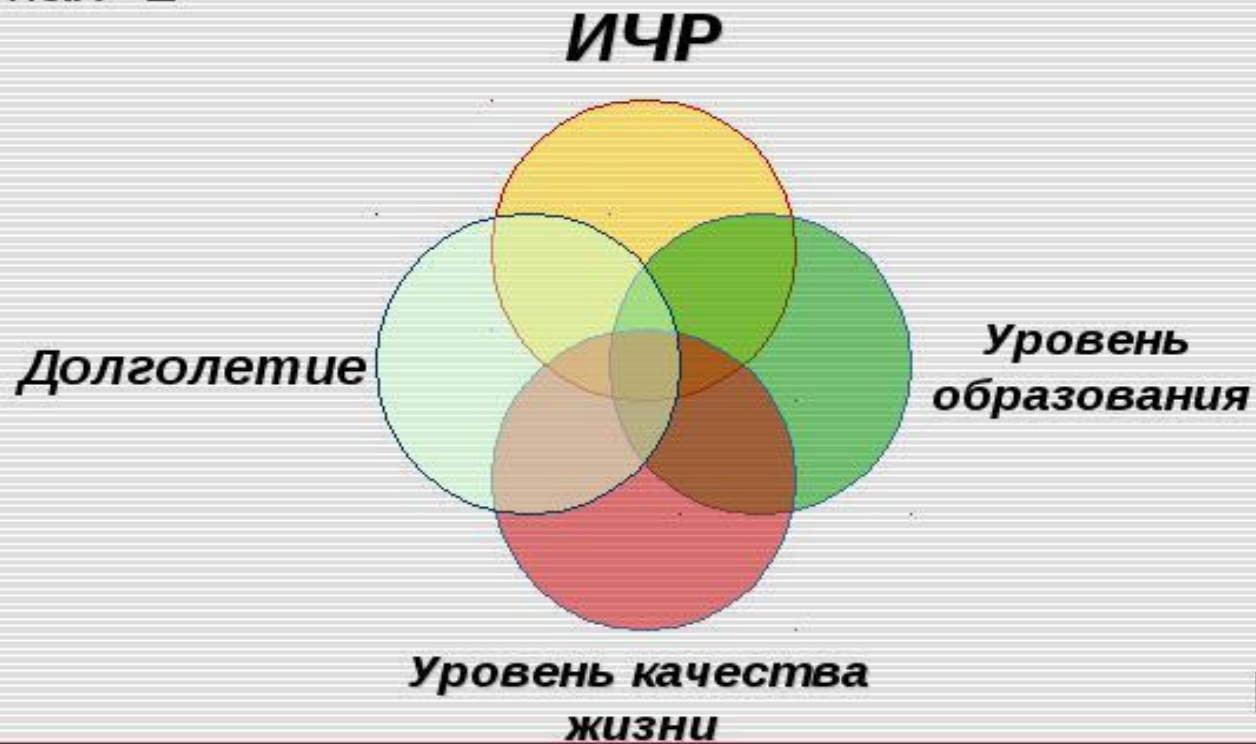 ИЧР
Долголетие
Уровень
образования
Уровень качества
жизни